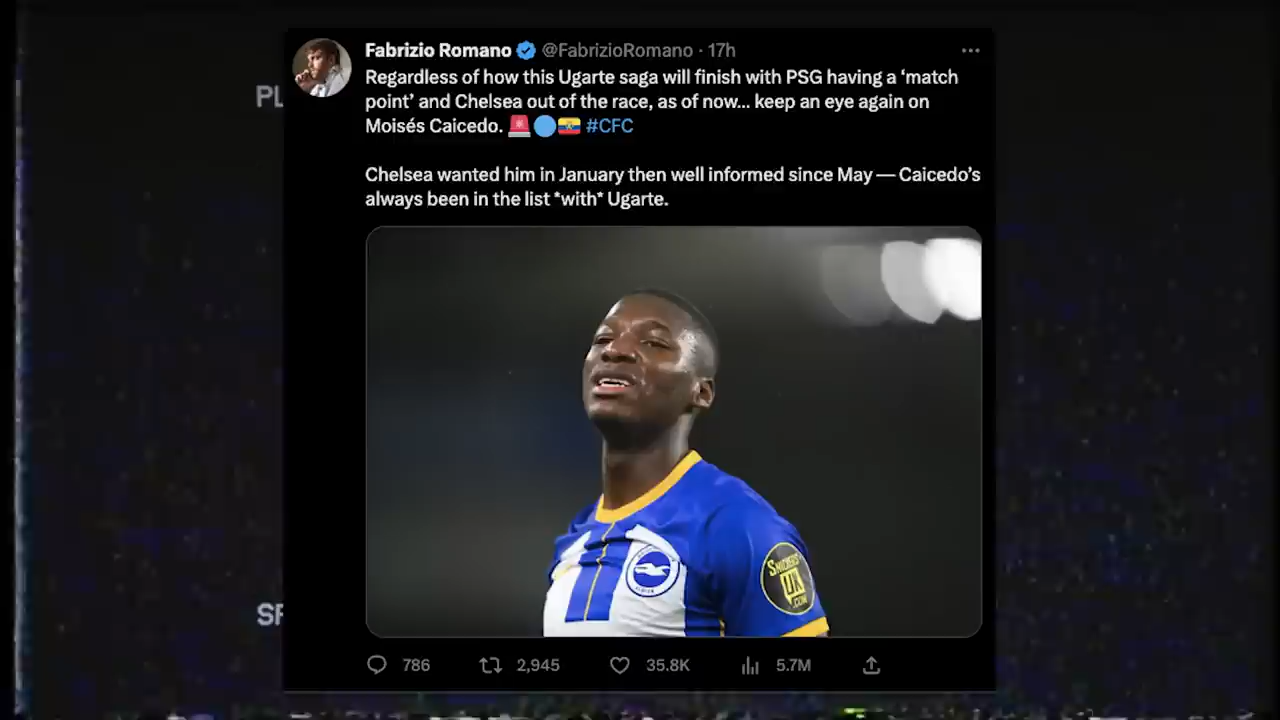 Fabrizio Romano @FabrizioRomano · 17h
Regardless of how this Ugarte saga will finish with PSG having a ‘match
point’ and Chelsea out of the race, as of now... keep an eye again on
Moisés Caicedo. 🚨🔵🇪🇨 #CFC
Chelsea wanted him in January then well informed since May — Caicedo’s
always been in the list *with* Ugarte.
SNICKERS
UK
.COM
786 2,945 35.8K 5.7M